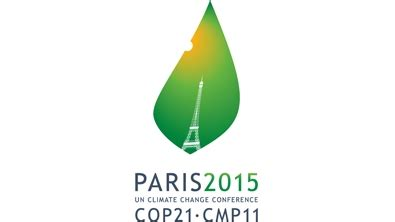 PARIS2015
UN CLIMATE CHANGE CONFERENCE
COP21·CMP11